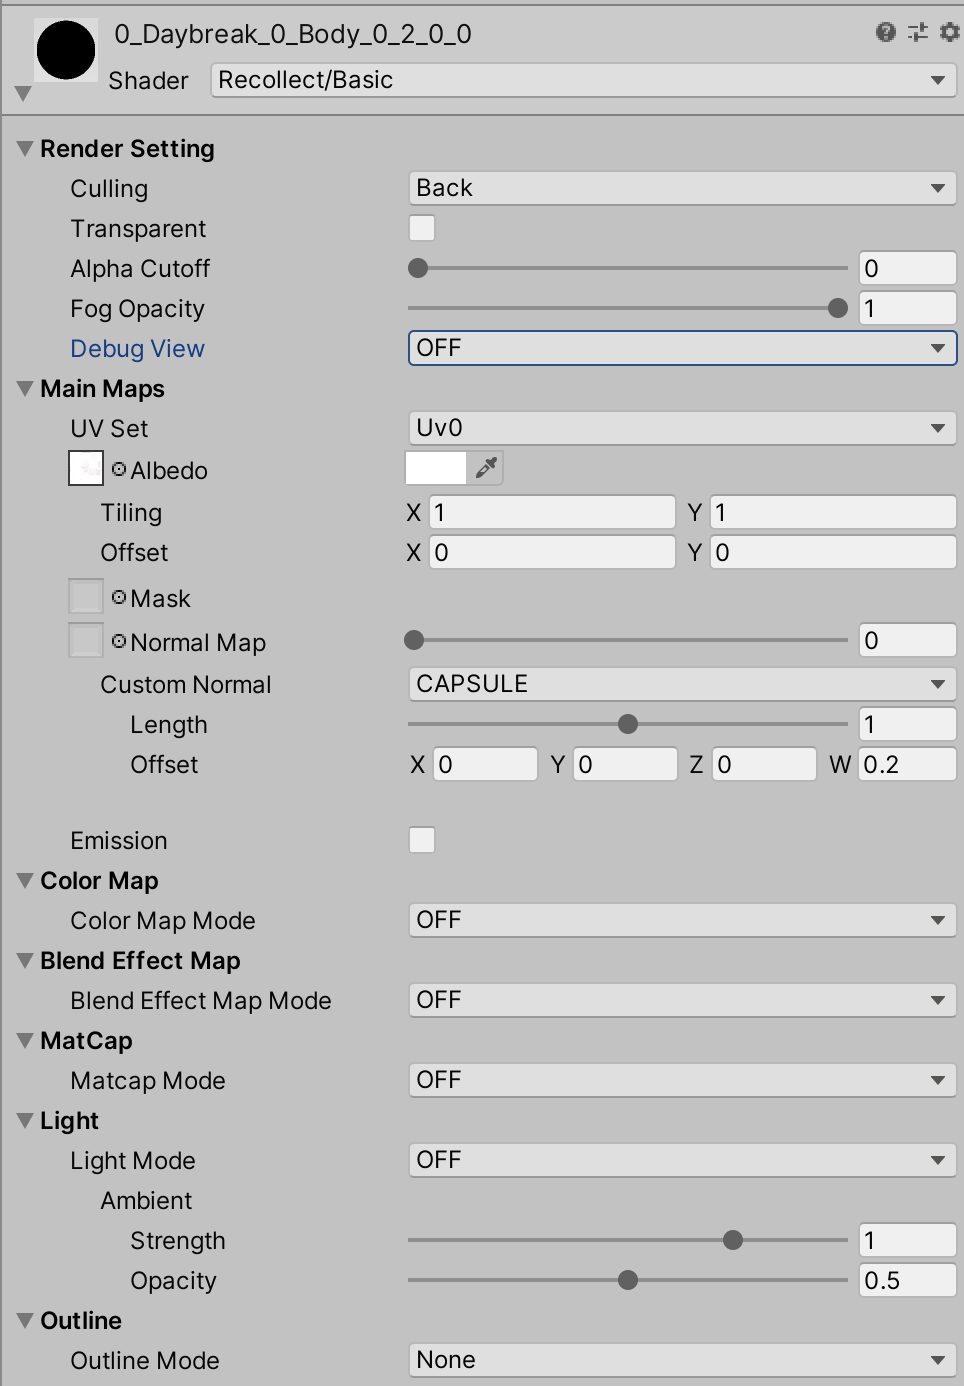 0_Daybreak_0_Body_0_2_0_0
Shader Recollect/Basic
Render Setting
Culling Back
Transparent
Alpha Cutoff 0
Fog Opacity 1
Debug View OFF
Main Maps
UV Set Uv0
Albedo
Tiling X 1 Y 1
Offset X 0 Y 0
Mask
Normal Map 0
Custom Normal CAPSULE
Length 1
Offset X 0 Y 0 Z 0 W 0.2
Emission
Color Map
Color Map Mode OFF
Blend Effect Map
Blend Effect Map Mode OFF
MatCap
Matcap Mode OFF
Light
Light Mode OFF
Ambient
Strength 1
Opacity 0.5
Outline
Outline Mode None